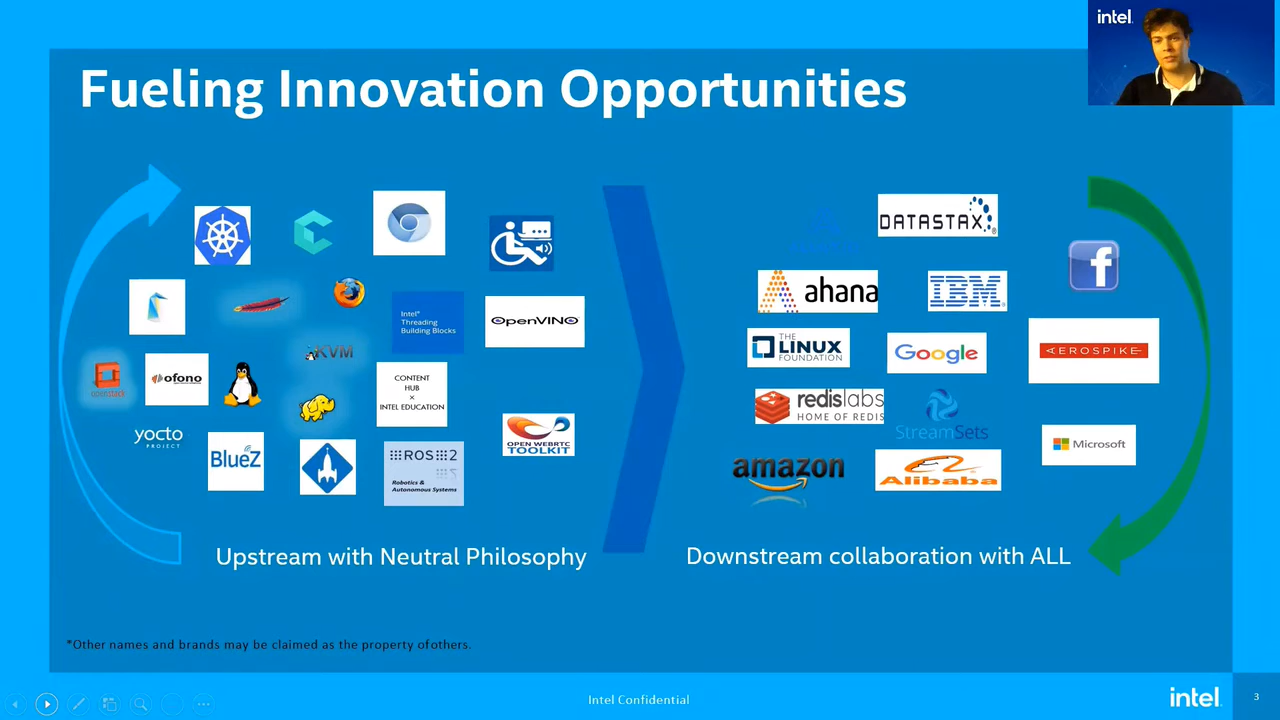 intel.
Fueling Innovation Opportunities
DATASTAX
Intel®
Threading
Building Blocks
OpenVINO
ahana
IBM
KVM
THE
LINUX
FOUNDATION
Google
AEROSPIKE
openstack
ofono
CONTENT
HUB
×
INTEL EDUCATION
redislabs
HOME OF REDIS
StreamSets
yocto
PROJECT
BlueZ
OPEN WEBRTC
TOOLKIT
ROS 2
Robotics &
Autonomous Systems
amazon
Alibaba
Microsoft
Upstream with Neutral Philosophy
Downstream collaboration with ALL
*Other names and brands may be claimed as the property of others.
Intel Confidential
intel.
3